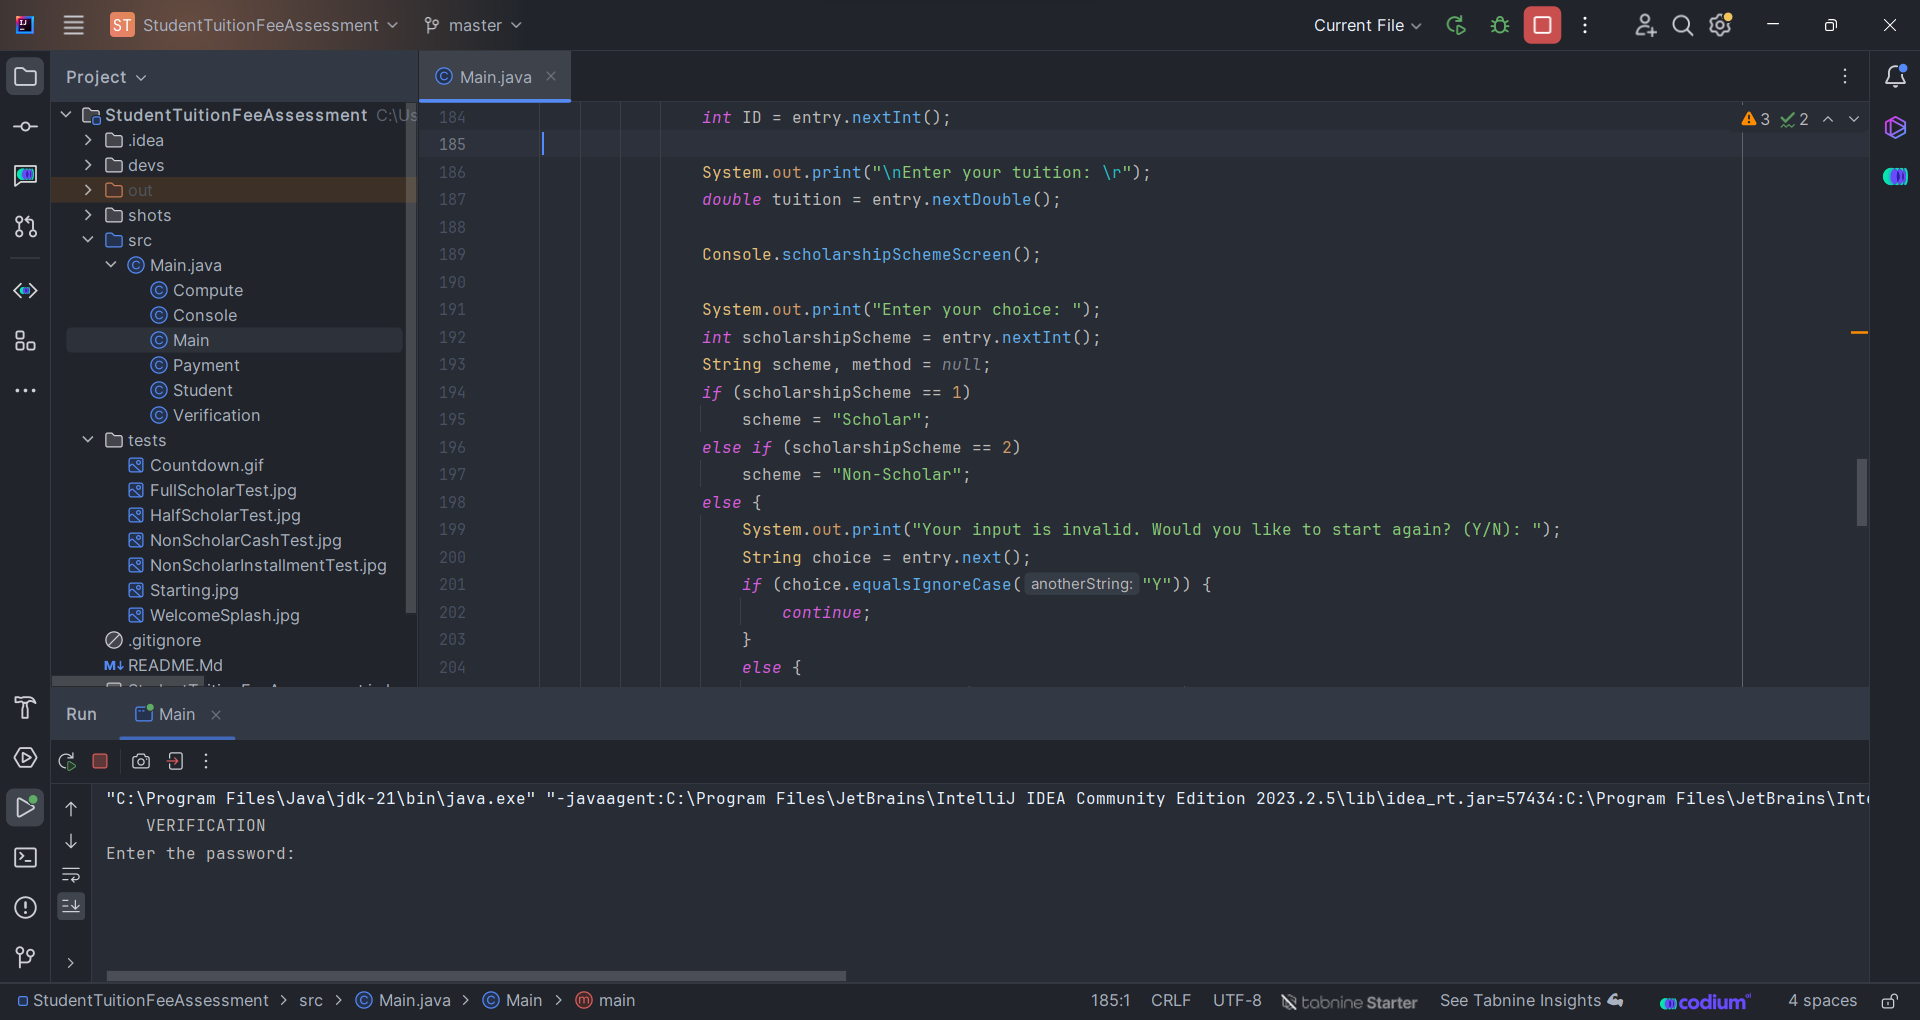 ST StudentTuitionFeeAssessment master Current File
Project
StudentTuitionFeeAssessment C:\Us
.idea
devs
out
shots
src
Main.java
Compute
Console
Main
Payment
Student
Verification
tests
Countdown.gif
FullScholarTest.jpg
HalfScholarTest.jpg
NonScholarCashTest.jpg
NonScholarInstallmentTest.jpg
Starting.jpg
WelcomeSplash.jpg
.gitignore
M↓ README.Md
Main.java
3 2
184 int ID = entry.nextInt();
185
186 System.out.print("\nEnter your tuition: \r");
187 double tuition = entry.nextDouble();
188
189 Console.scholarshipSchemeScreen();
190
191 System.out.print("Enter your choice: ");
192 int scholarshipScheme = entry.nextInt();
193 String scheme, method = null;
194 if (scholarshipScheme == 1)
195 scheme = "Scholar";
196 else if (scholarshipScheme == 2)
197 scheme = "Non-Scholar";
198 else {
199 System.out.print("Your input is invalid. Would you like to start again? (Y/N): ");
200 String choice = entry.next();
201 if (choice.equalsIgnoreCase( anotherString: "Y")) {
202 continue;
203 }
204 else {
Run Main
"C:\Program Files\Java\jdk-21\bin\java.exe" "-javaagent:C:\Program Files\JetBrains\IntelliJ IDEA Community Edition 2023.2.5\lib\idea_rt.jar=57434:C:\Program Files\JetBrains\Inte
VERIFICATION
Enter the password:
StudentTuitionFeeAssessment > src > Main.java > Main > main 185:1 CRLF UTF-8 tabnine Starter See Tabnine Insights codium 4 spaces